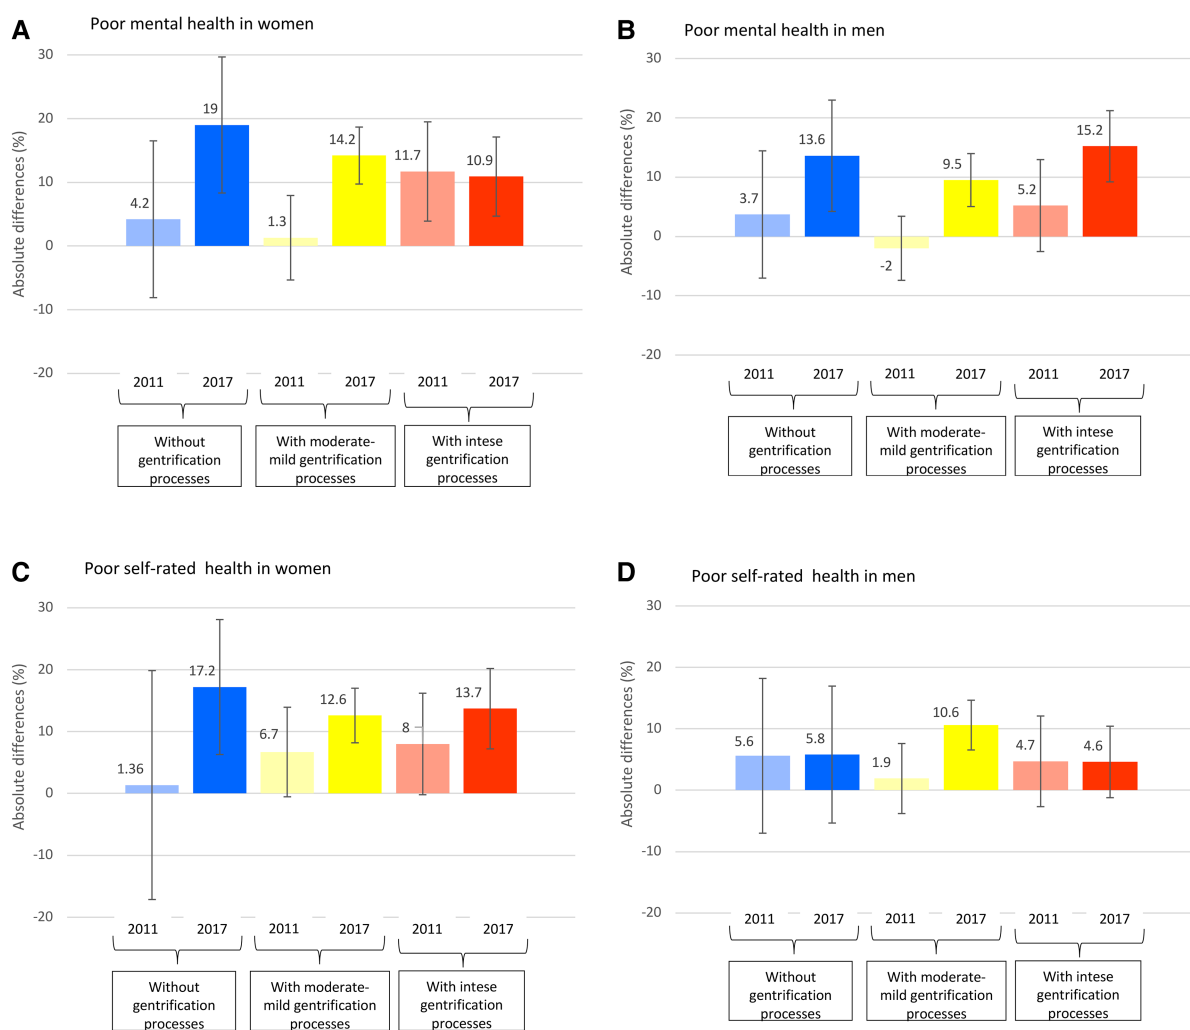 A
Poor mental health in women
Absolute differences (%)
30
20
10
0
-10
-20
4.2
19
1.3
14.2
11.7
10.9
2011
2017
2011
2017
2011
2017
Without
gentrification
processes
With moderate-
mild gentrification
processes
With intese
gentrification
processes
B
Poor mental health in men
Absolute differences (%)
30
20
10
0
-10
-20
3.7
13.6
-2
9.5
5.2
15.2
2011
2017
2011
2017
2011
2017
Without
gentrification
processes
With moderate-
mild gentrification
processes
With intese
gentrification
processes
C
Poor self-rated  health in women
Absolute differences (%)
30
20
10
0
-10
-20
1.36
17.2
6.7
12.6
8
13.7
2011
2017
2011
2017
2011
2017
Without
gentrification
processes
With moderate-
mild gentrification
processes
With intese
gentrification
processes
D
Poor self-rated  health in men
Absolute differences (%)
30
20
10
0
-10
-20
5.6
5.8
1.9
10.6
4.7
4.6
2011
2017
2011
2017
2011
2017
Without
gentrification
processes
With moderate-
mild gentrification
processes
With intese
gentrification
processes